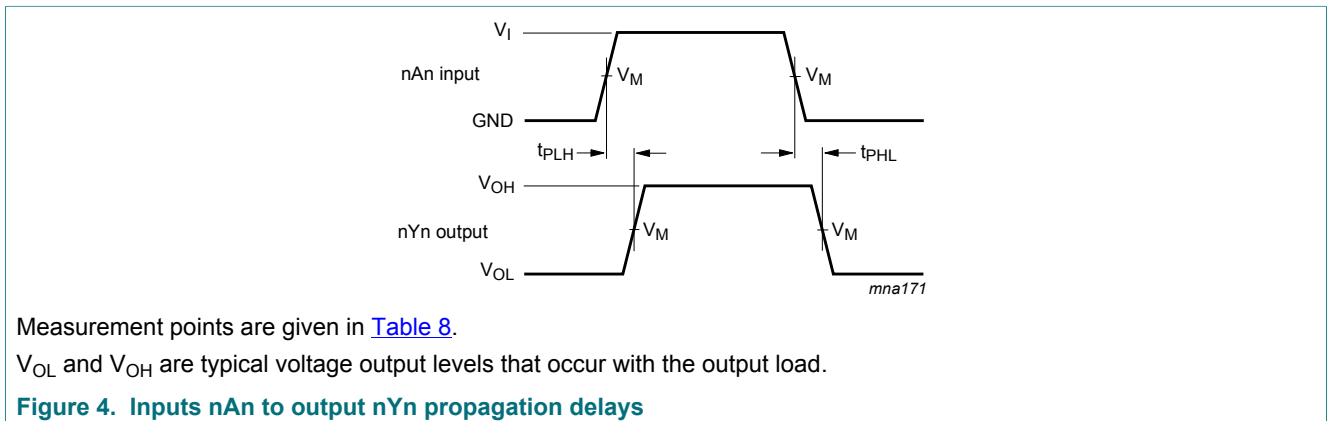 VI
nAn input
VM
VM
GND
tPLH
tPHL
VOH
nYn output
VM
VM
VOL
mna171
Measurement points are given in Table 8.
VOL and VOH are typical voltage output levels that occur with the output load.
Figure 4. Inputs nAn to output nYn propagation delays